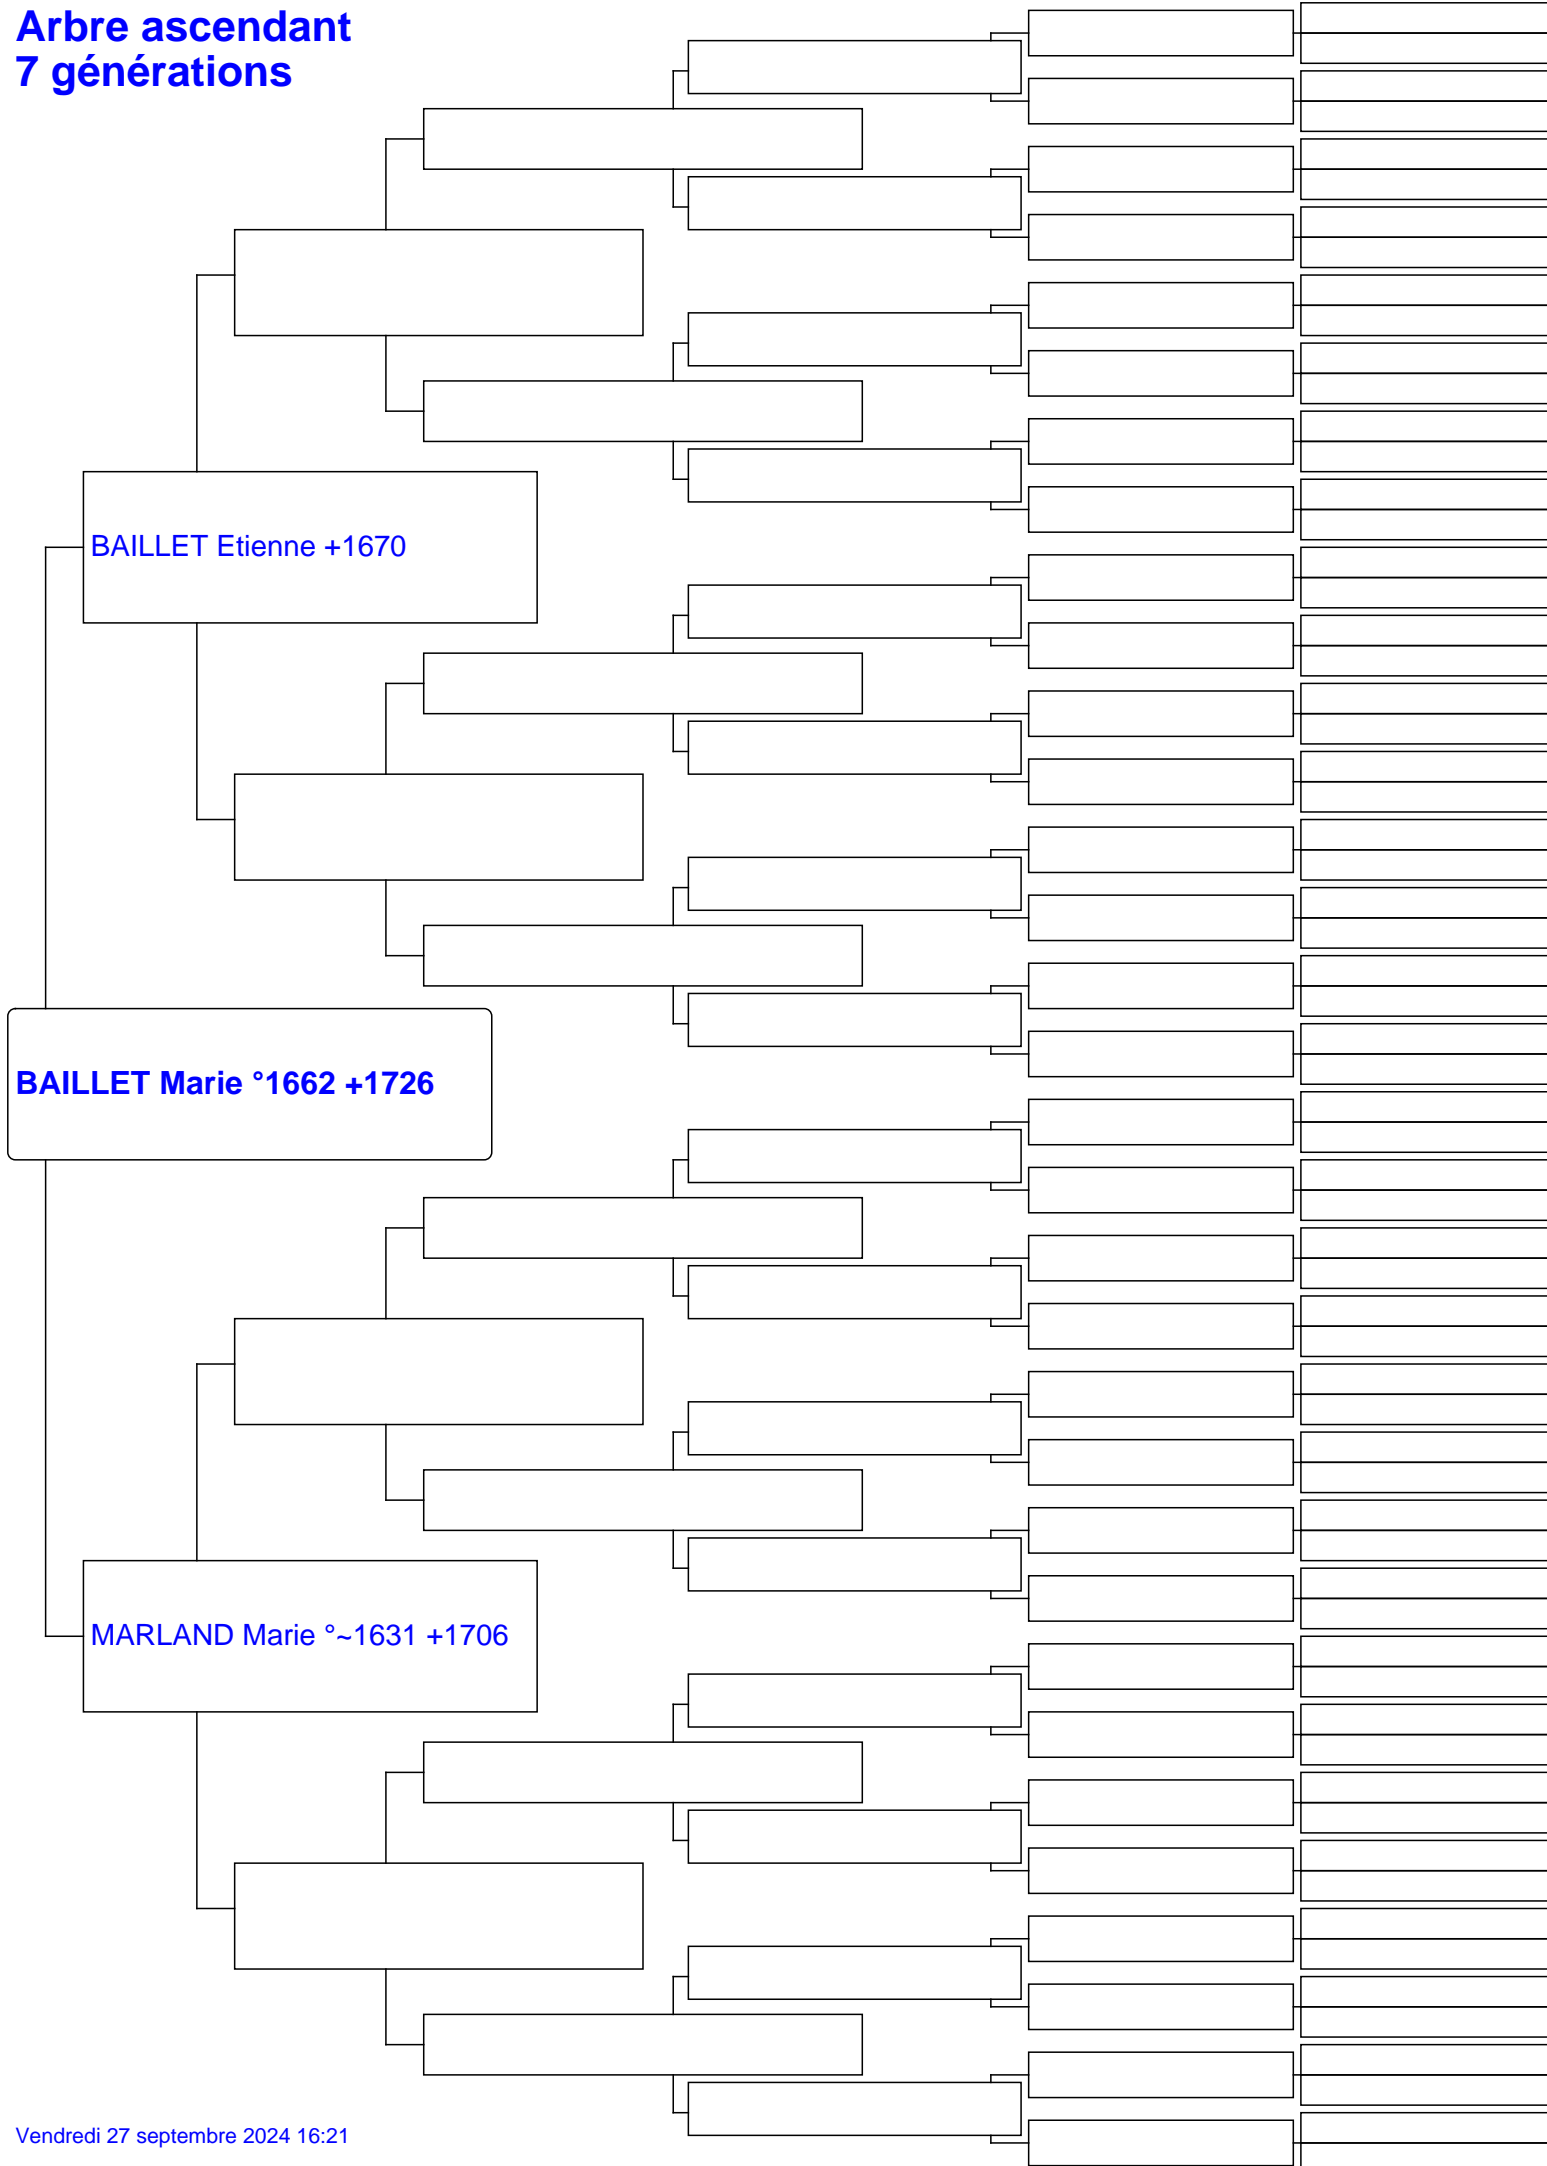 Arbre ascendant
7 générations
BAILLET Etienne +1670
BAILLET Marie °1662 +1726
MARLAND Marie °~1631 +1706
Vendredi 27 septembre 2024 16:21